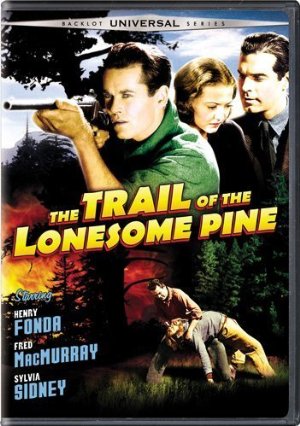 BACKLOT UNIVERSAL SERIES
THE TRAIL OF THE
LONESOME PINE
Starring
HENRY
FONDA
FRED
MACMURRAY
SYLVIA
SIDNEY